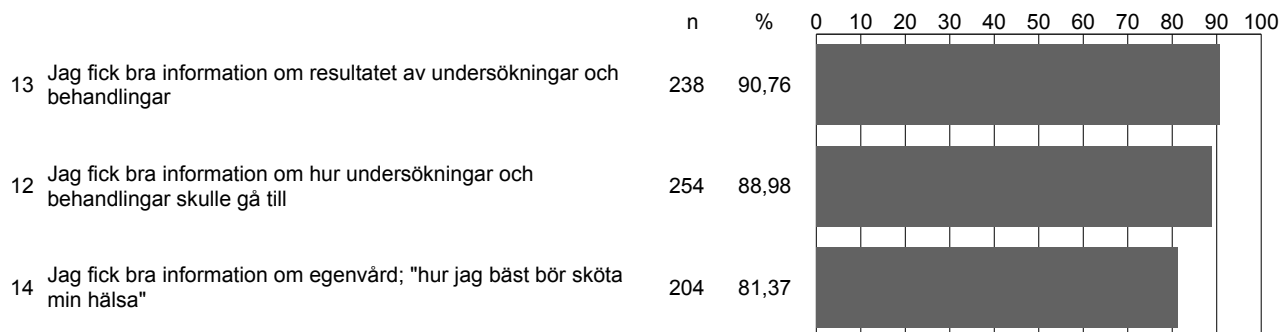 n % 0 10 20 30 40 50 60 70 80 90 100
13 Jag fick bra information om resultatet av undersökningar och
behandlingar 238 90,76
12 Jag fick bra information om hur undersökningar och
behandlingar skulle gå till 254 88,98
14 Jag fick bra information om egenvård; "hur jag bäst bör sköta
min hälsa" 204 81,37